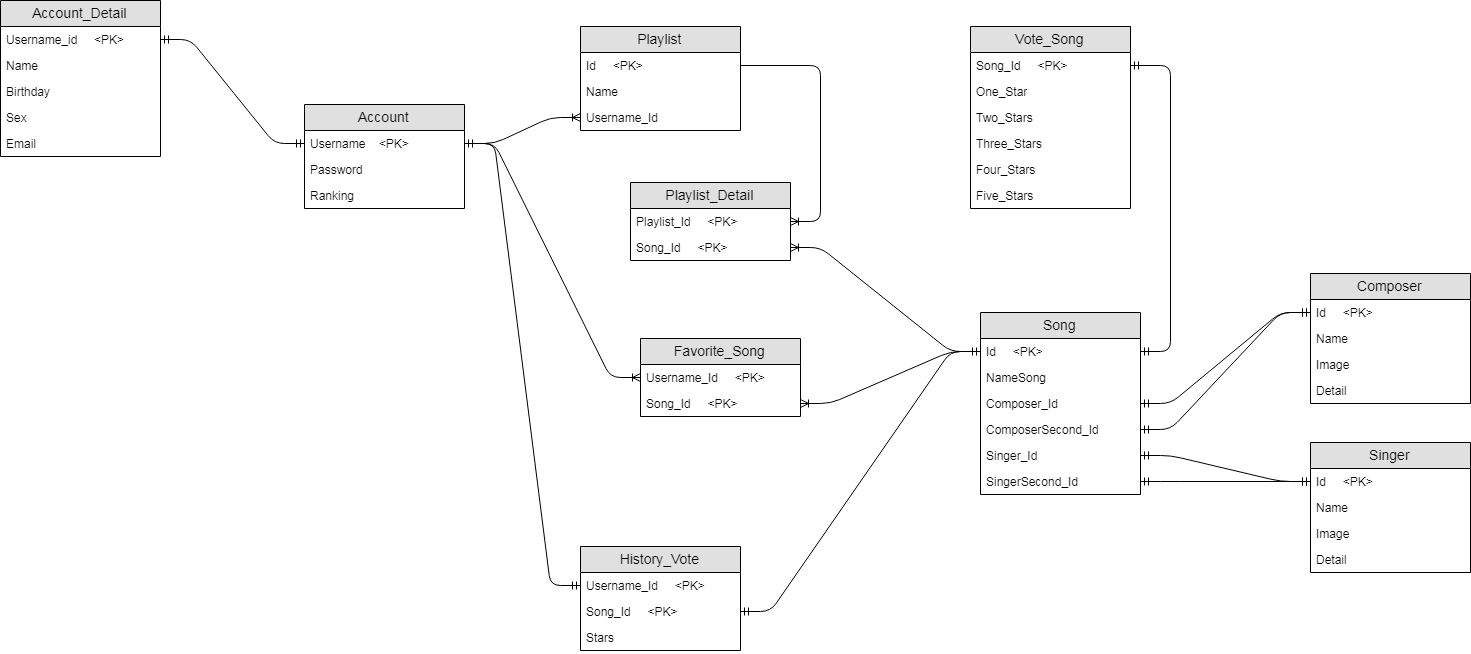 Account_Detail
Username_id <PK>
Name
Birthday
Sex
Email
Account
Username <PK>
Password
Ranking
Playlist
Id <PK>
Name
Username_Id
Playlist_Detail
Playlist_Id <PK>
Song_Id <PK>
Favorite_Song
Username_Id <PK>
Song_Id <PK>
History_Vote
Username_Id <PK>
Song_Id <PK>
Stars
Vote_Song
Song_Id <PK>
One_Star
Two_Stars
Three_Stars
Four_Stars
Five_Stars
Song
Id <PK>
NameSong
Composer_Id
ComposerSecond_Id
Singer_Id
SingerSecond_Id
Composer
Id <PK>
Name
Image
Detail
Singer
Id <PK>
Name
Image
Detail